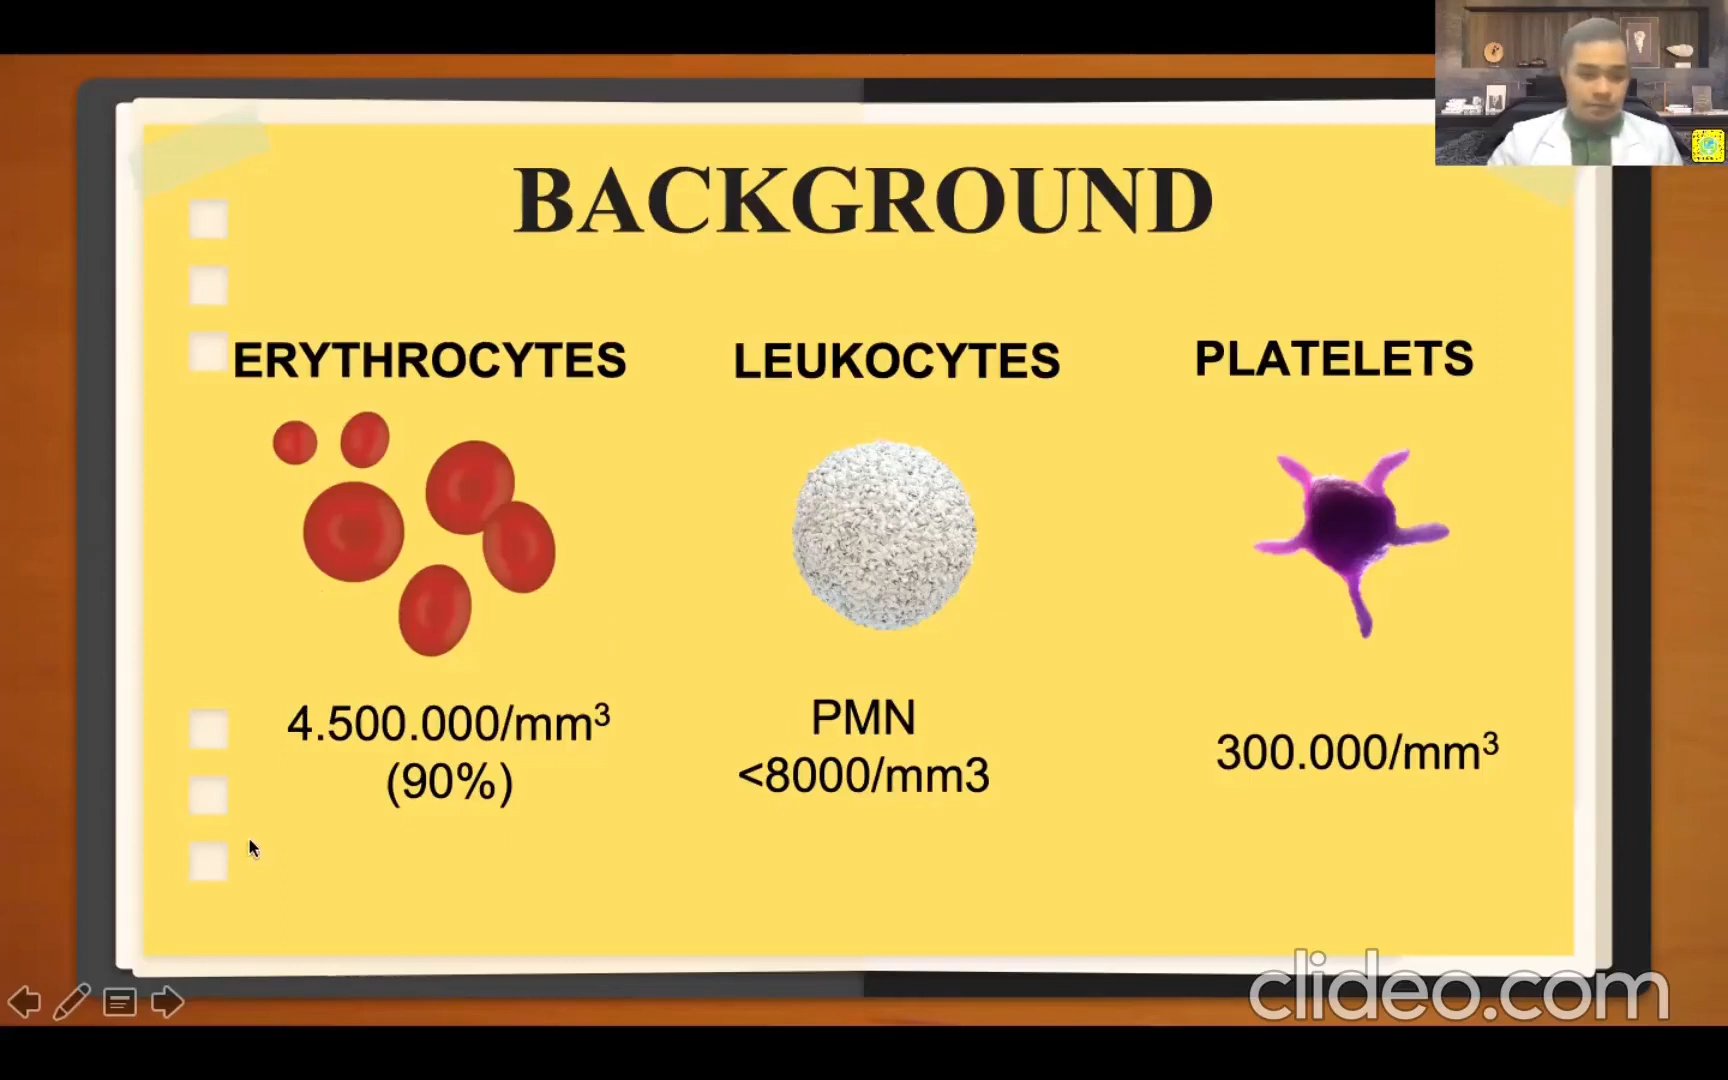 BACKGROUND
ERYTHROCYTES
LEUKOCYTES
PLATELETS
4.500.000/mm³
(90%)
PMN
<8000/mm3
300.000/mm³
clideo.com